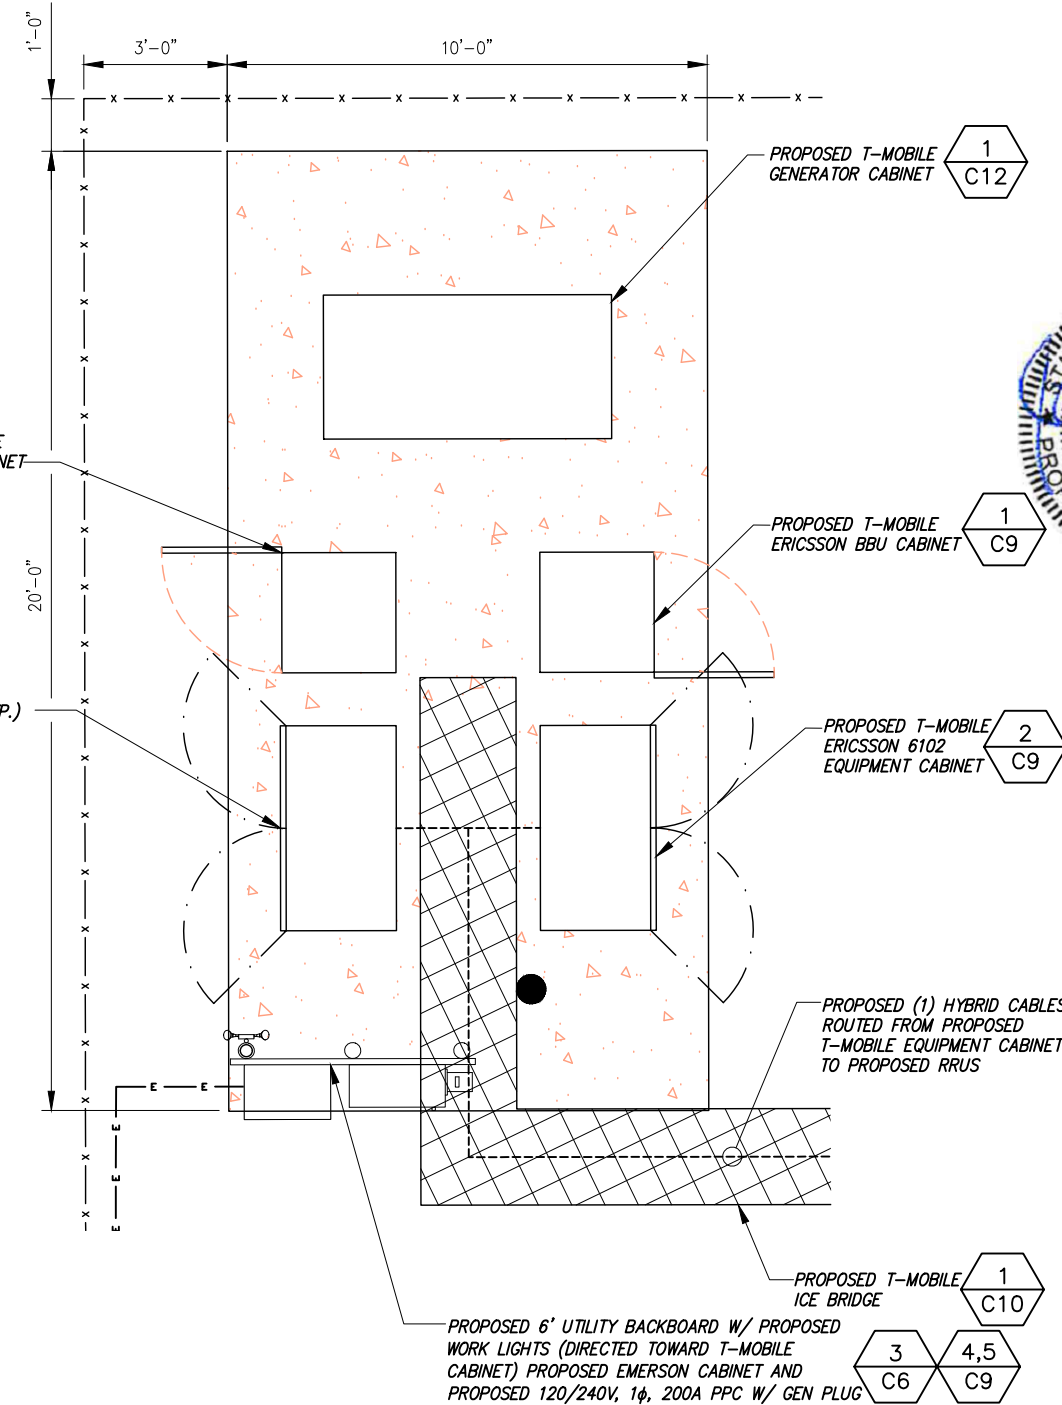 1'-0"
3'-0"
10'-0"
PROPOSED T-MOBILE
GENERATOR CABINET
1
C12
E
NET
PROPOSED T-MOBILE
ERICSSON BBU CABINET
1
C9
20'-0"
P.)
PROPOSED T-MOBILE
ERICSSON 6102
EQUIPMENT CABINET
2
C9
PROPOSED (1) HYBRID CABLES
ROUTED FROM PROPOSED
T-MOBILE EQUIPMENT CABINET
TO PROPOSED RRUS
PROPOSED T-MOBILE
ICE BRIDGE
1
C10
PROPOSED 6' UTILITY BACKBOARD W/ PROPOSED
WORK LIGHTS (DIRECTED TOWARD T-MOBILE
CABINET) PROPOSED EMERSON CABINET AND
PROPOSED 120/240V, 1ϕ, 200A PPC W/ GEN PLUG
3
C6
4,5
C9